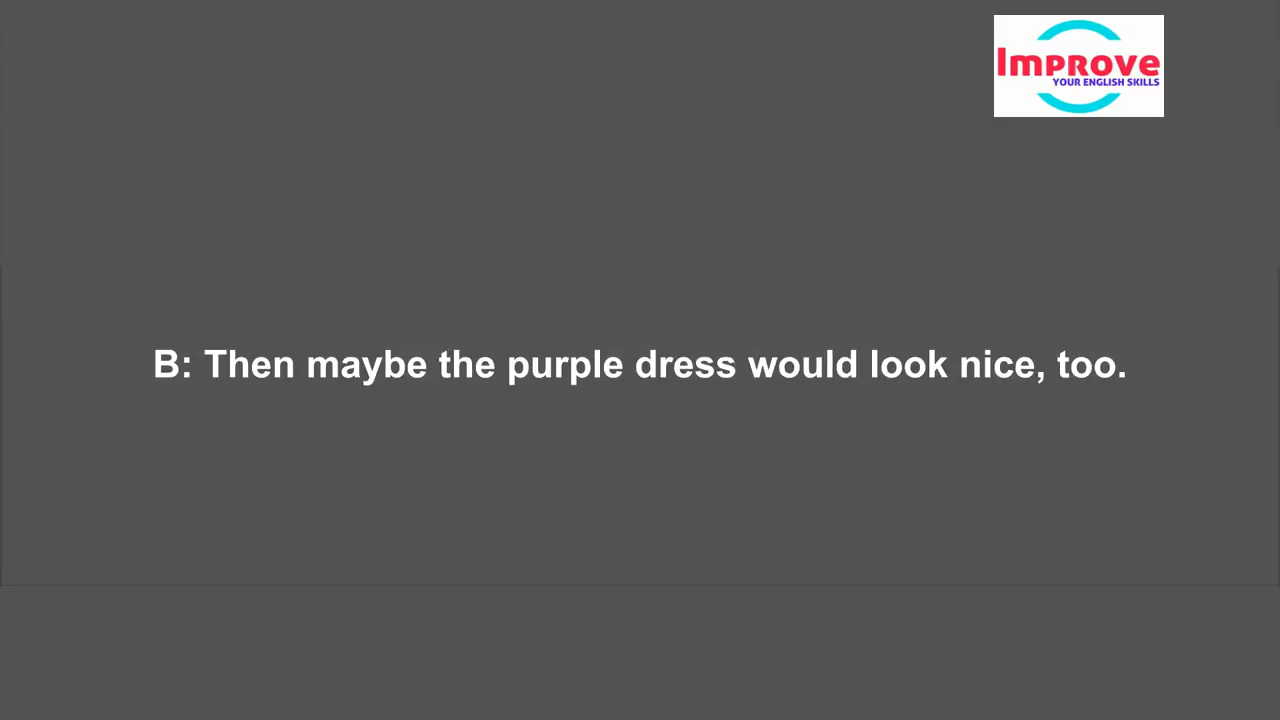 Improve
YOUR ENGLISH SKILLS
B: Then maybe the purple dress would look nice, too.